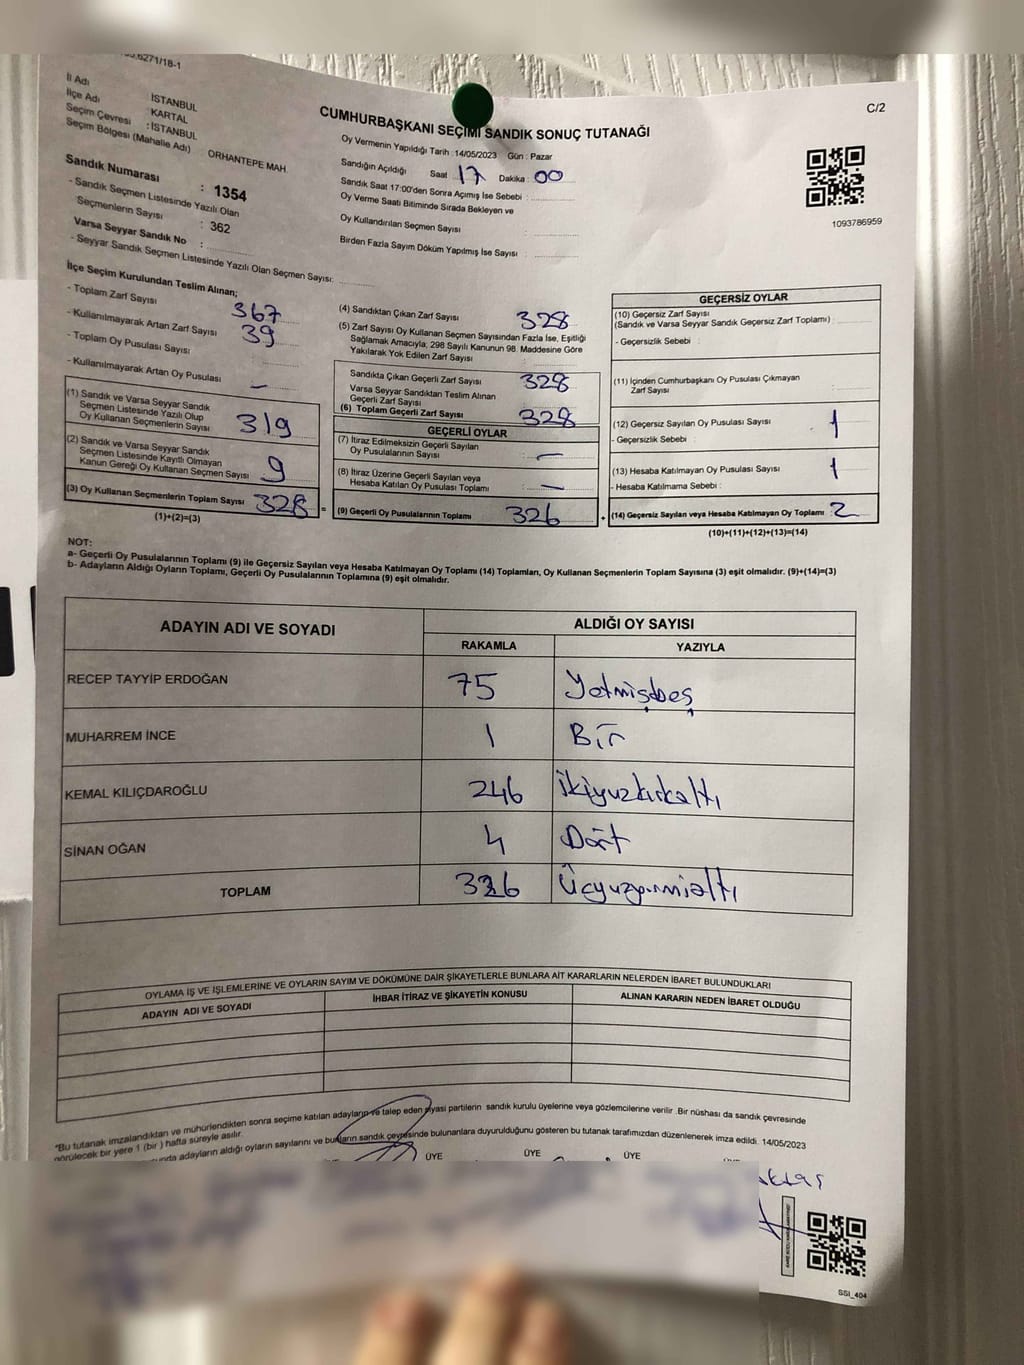 6271/18-1
C/2
İl Adı : İSTANBUL
İlçe Adı : KARTAL
Seçim Çevresi : İSTANBUL
Seçim Bölgesi (Mahalle Adı) ORHANTEPE MAH.
CUMHURBAŞKANI SEÇİMİ SANDIK SONUÇ TUTANAĞI
Oy Vermenin Yapıldığı Tarih : 14/05/2023 Gün : Pazar
Sandığın Açıldığı Saat 17 Dakika : 00
Sandık Saat 17:00'den Sonra Açımış İse Sebebi :
Oy Verme Saati Bitiminde Sırada Bekleyen ve
Oy Kullandırılan Seçmen Sayısı :
Birden Fazla Sayım Döküm Yapılmış İse Sayısı :
1093786959
Sandık Numarası : 1354
- Sandık Seçmen Listesinde Yazılı Olan
Seçmenlerin Sayısı : 362
Varsa Seyyar Sandık No :
- Seyyar Sandık Seçmen Listesinde Yazılı Olan Seçmen Sayısı:
İlçe Seçim Kurulundan Teslim Alınan;
- Toplam Zarf Sayısı 367
- Kullanılmayarak Artan Zarf Sayısı 39
- Toplam Oy Pusulası Sayısı
- Kullanılmayarak Artan Oy Pusulası —
(1) Sandık ve Varsa Seyyar Sandık
Seçmen Listesinde Yazılı Olup
Oy Kullanan Seçmenlerin Sayısı 319
(2) Sandık ve Varsa Seyyar Sandık
Seçmen Listesinde Kayıtlı Olmayan
Kanun Gereği Oy Kullanan Seçmen Sayısı 9
(3) Oy Kullanan Seçmenlerin Toplam Sayısı 328
(1)+(2)=(3)
(4) Sandıktan Çıkan Zarf Sayısı 328
(5) Zarf Sayısı Oy Kullanan Seçmen Sayısından Fazla İse, Eşitliği
Sağlamak Amacıyla; 298 Sayılı Kanunun 98. Maddesine Göre
Yakılarak Yok Edilen Zarf Sayısı :
Sandıkta Çıkan Geçerli Zarf Sayısı 328
Varsa Seyyar Sandıktan Teslim Alınan
Geçerli Zarf Sayısı
(6) Toplam Geçerli Zarf Sayısı 328
GEÇERLİ OYLAR
(7) İtiraz Edilmeksizin Geçerli Sayılan
Oy Pusulalarının Sayısı : —
(8) İtiraz Üzerine Geçerli Sayılan veya
Hesaba Katılan Oy Pusulası Toplamı : —
= (9) Geçerli Oy Pusulalarının Toplamı 326
GEÇERSİZ OYLAR
(10) Geçersiz Zarf Sayısı
(Sandık ve Varsa Seyyar Sandık Geçersiz Zarf Toplamı) :
- Geçersizlik Sebebi :
(11) İçinden Cumhurbaşkanı Oy Pusulası Çıkmayan
Zarf Sayısı :
(12) Geçersiz Sayılan Oy Pusulası Sayısı : 1
- Geçersizlik Sebebi :
(13) Hesaba Katılmayan Oy Pusulası Sayısı : 1
- Hesaba Katılmama Sebebi :
+ (14) Geçersiz Sayılan veya Hesaba Katılmayan Oy Toplamı : 2
(10)+(11)+(12)+(13)=(14)
NOT:
a- Geçerli Oy Pusulalarının Toplamı (9) ile Geçersiz Sayılan veya Hesaba Katılmayan Oy Toplamı (14) Toplamları, Oy Kullanan Seçmenlerin Toplam Sayısına (3) eşit olmalıdır. (9)+(14)=(3)
b- Adayların Aldığı Oyların Toplamı, Geçerli Oy Pusulalarının Toplamına (9) eşit olmalıdır.
ADAYIN ADI VE SOYADI ALDIĞI OY SAYISI
RAKAMLA YAZIYLA
RECEP TAYYİP ERDOĞAN 75 Yetmişbeş
MUHARREM İNCE 1 Bir
KEMAL KILIÇDAROĞLU 246 İkiyuzkırkaltı
SİNAN OĞAN 4 Dört
TOPLAM 326 Üçyuzyirmialtı
OYLAMA İŞ VE İŞLEMLERİNE VE OYLARIN SAYIM VE DÖKÜMÜNE DAİR ŞİKAYETLERLE BUNLARA AİT KARARLARIN NELERDEN İBARET BULUNDUKLARI
ADAYIN ADI VE SOYADI İHBAR İTİRAZ VE ŞİKAYETİN KONUSU ALINAN KARARIN NEDEN İBARET OLDUĞU
*Bu tutanak imzalandıktan ve mühürlendikten sonra seçime katılan adayların ve talep eden siyasi partilerin sandık kurulu üyelerine veya gözlemcilerine verilir .Bir nüshası da sandık çevresinde
görülecek bir yere 1 (bir ) hafta süreyle asılır.
adayların aldığı oyların sayılarını ve bunların sandık çevresinde bulunanlara duyurulduğunu gösteren bu tutanak tarafımızdan düzenlenerek imza edildi. 14/05/2023
ÜYE ÜYE ÜYE
SSI_404